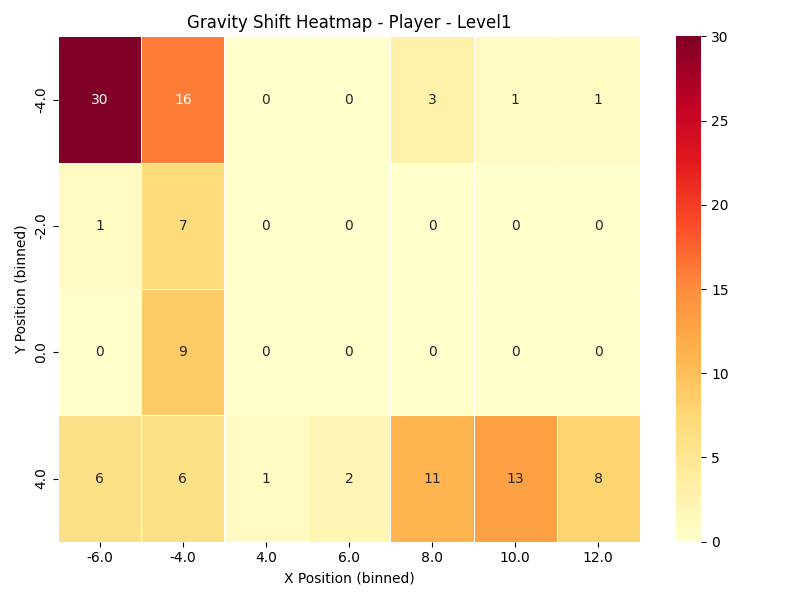 Gravity Shift Heatmap - Player - Level1
Y Position (binned)
-4.0
30 16 0 0 3 1 1
-2.0
1 7 0 0 0 0 0
0.0
0 9 0 0 0 0 0
4.0
6 6 1 2 11 13 8
-6.0 -4.0 4.0 6.0 8.0 10.0 12.0
X Position (binned)
30
25
20
15
10
5
0